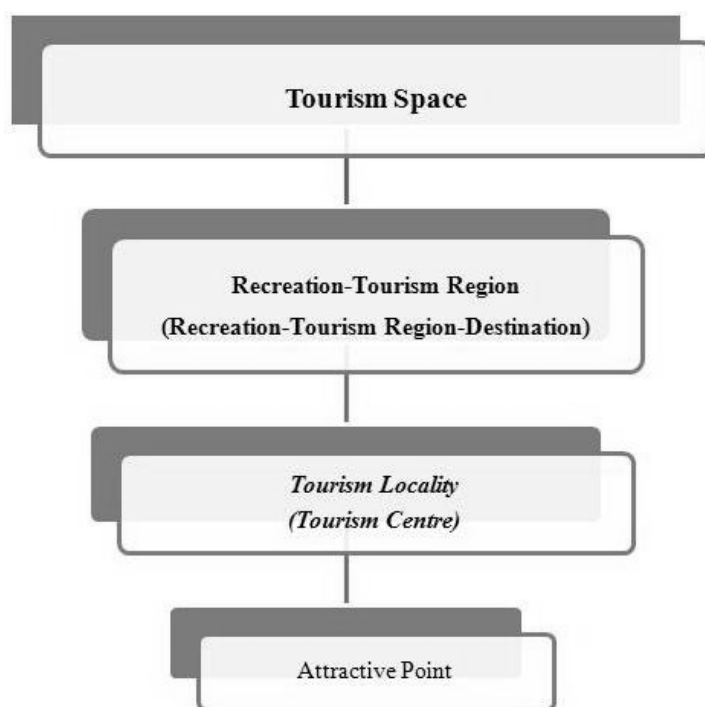 Tourism Space
Recreation-Tourism Region
(Recreation-Tourism Region-Destination)
Tourism Locality
(Tourism Centre)
Attractive Point